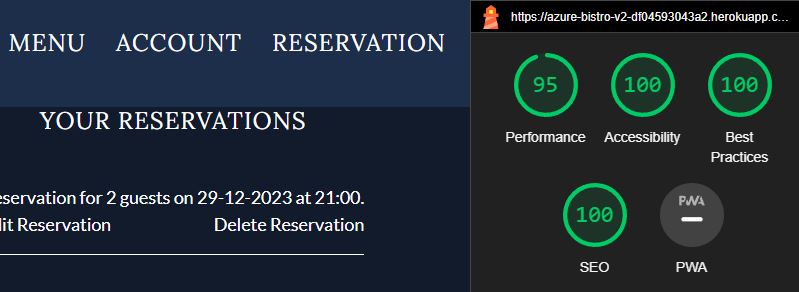 MENU ACCOUNT RESERVATION
YOUR RESERVATIONS
eservation for 2 guests on 29-12-2023 at 21:00.
dit Reservation Delete Reservation
https://azure-bistro-v2-df04593043a2.herokuapp.c...
95 100 100
Performance Accessibility Best
Practices
100 PWA
SEO PWA